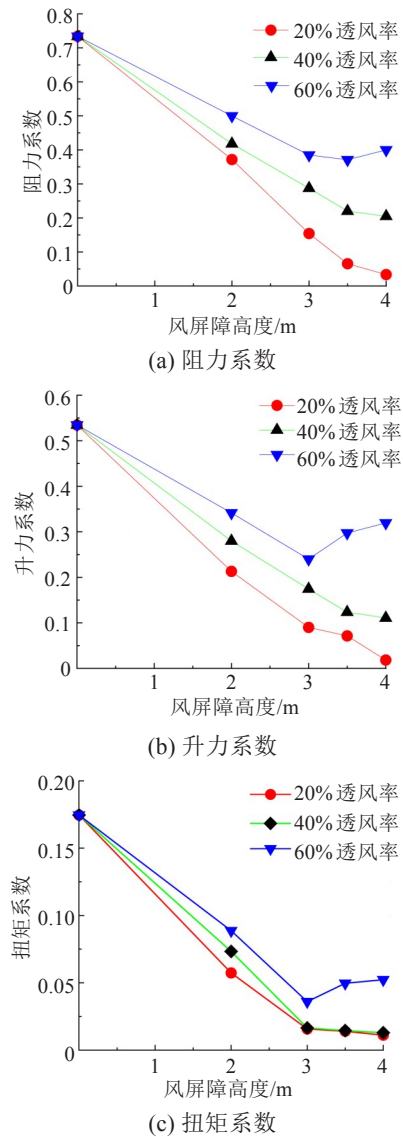 0.8
0.7
0.6
0.5
0.4
0.3
0.2
0.1
0
阻力系数
20%透风率
40%透风率
60%透风率
1 2 3 4
风屏障高度/m
(a) 阻力系数
0.6
0.5
0.4
0.3
0.2
0.1
0
升力系数
20%透风率
40%透风率
60%透风率
1 2 3 4
风屏障高度/m
(b) 升力系数
0.20
0.15
0.10
0.05
0
扭矩系数
20%透风率
40%透风率
60%透风率
1 2 3 4
风屏障高度/m
(c) 扭矩系数